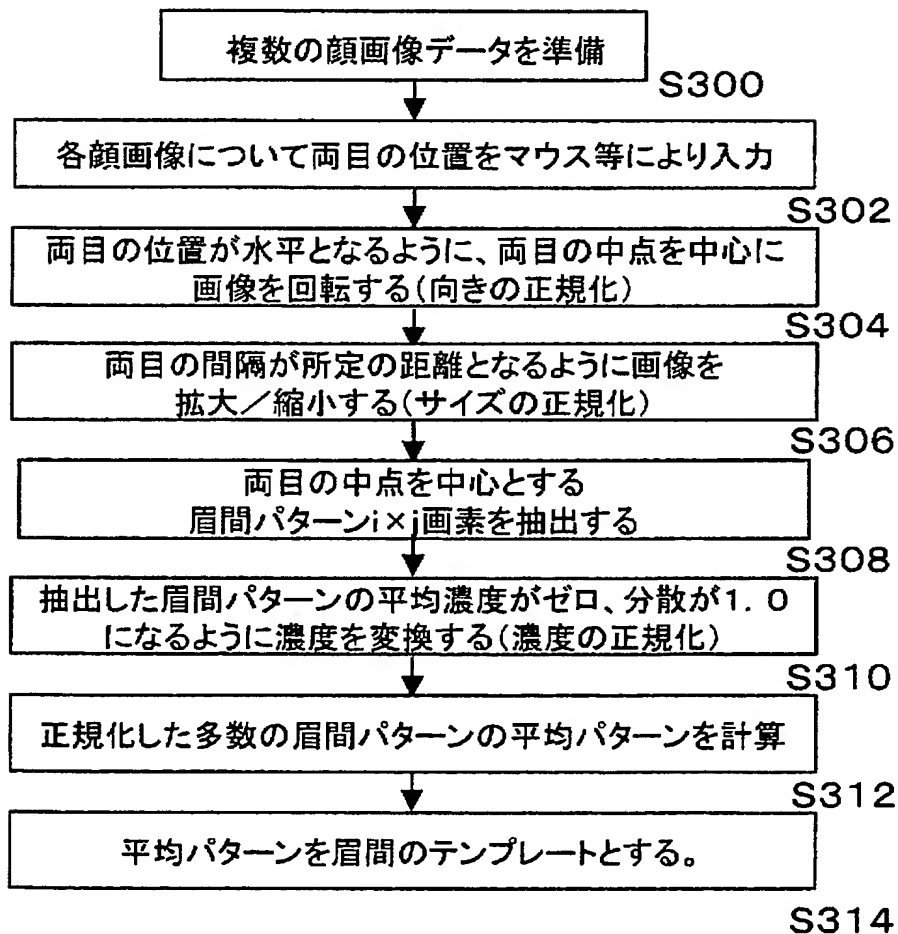 複数の顔画像データを準備
S300
各顔画像について両目の位置をマウス等により入力
S302
両目の位置が水平となるように、両目の中点を中心に
画像を回転する(向きの正規化)
S304
両目の間隔が所定の距離となるように画像を
拡大/縮小する(サイズの正規化)
S306
両目の中点を中心とする
眉間パターンi×j画素を抽出する
S308
抽出した眉間パターンの平均濃度がゼロ、分散が1.0
になるように濃度を変換する(濃度の正規化)
S310
正規化した多数の眉間パターンの平均パターンを計算
S312
平均パターンを眉間のテンプレートとする。
S314